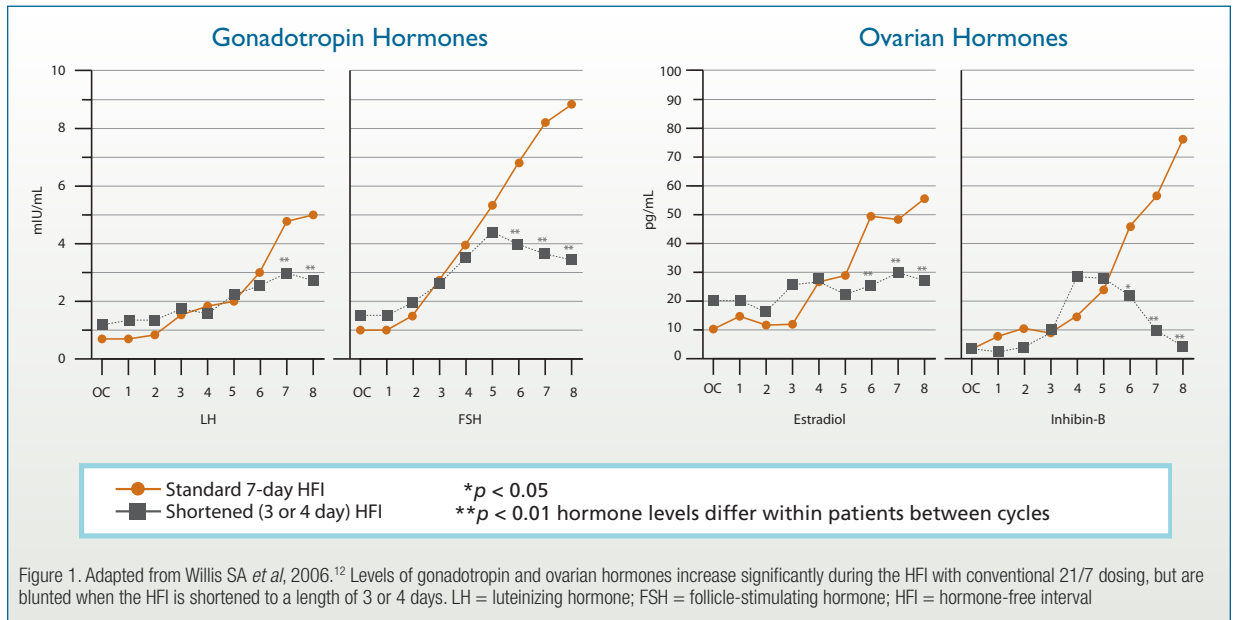 Gonadotropin Hormones
Ovarian Hormones
10
8
6
4
2
0
mIU/mL
OC 1 2 3 4 5 6 7 8
LH
** **
OC 1 2 3 4 5 6 7 8
FSH
** ** **
100
90
80
70
60
50
40
30
20
10
0
pg/mL
OC 1 2 3 4 5 6 7 8
Estradiol
** ** **
OC 1 2 3 4 5 6 7 8
Inhibin-B
* ** **
Standard 7-day HFI *p < 0.05
Shortened (3 or 4 day) HFI **p < 0.01 hormone levels differ within patients between cycles
Figure 1. Adapted from Willis SA et al, 2006.12 Levels of gonadotropin and ovarian hormones increase significantly during the HFI with conventional 21/7 dosing, but are
blunted when the HFI is shortened to a length of 3 or 4 days. LH = luteinizing hormone; FSH = follicle-stimulating hormone; HFI = hormone-free interval